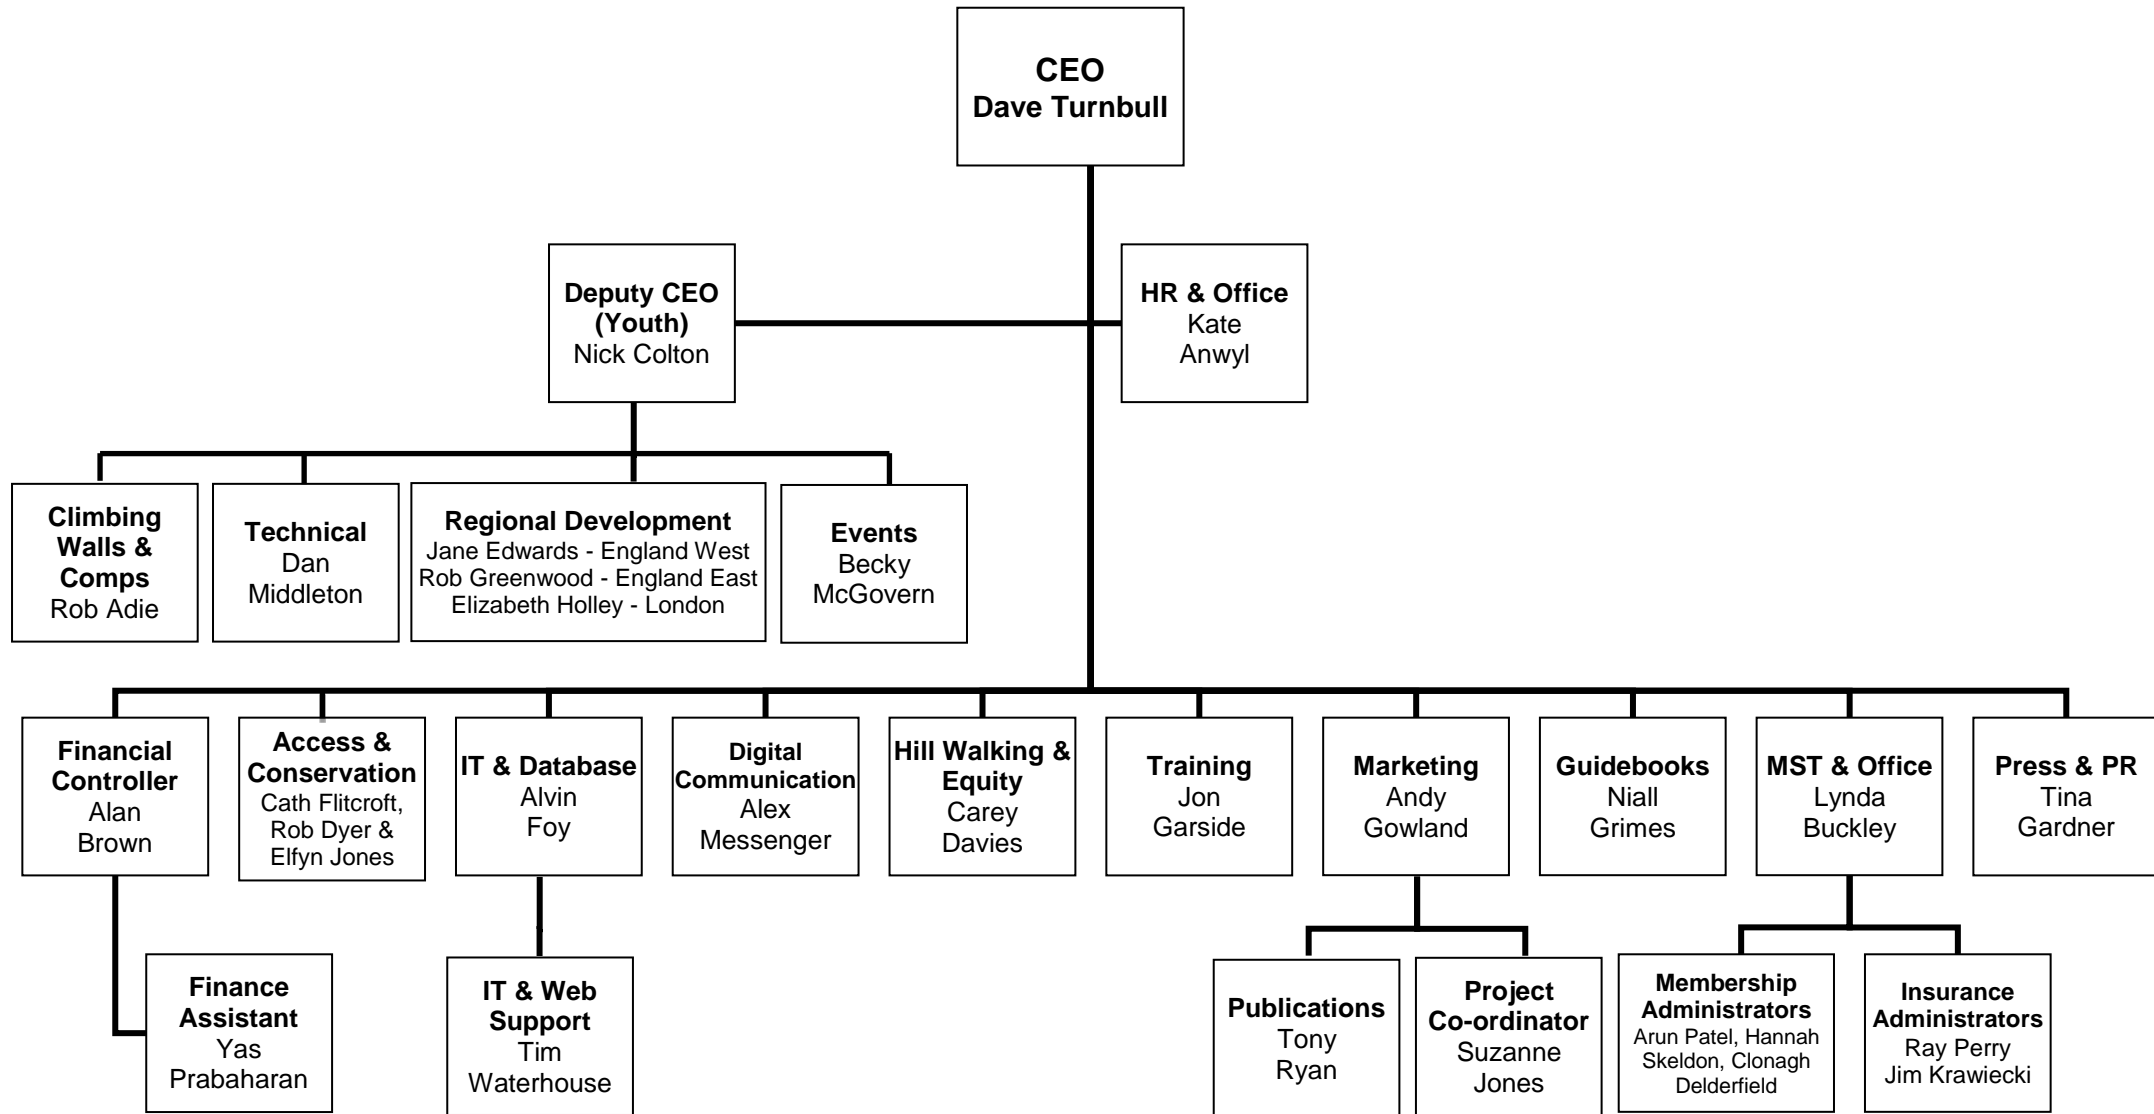 CEO
Dave Turnbull
Deputy CEO
(Youth)
Nick Colton
HR & Office
Kate
Anwyl
Climbing
Walls &
Comps
Rob Adie
Technical
Dan
Middleton
Regional Development
Jane Edwards - England West
Rob Greenwood - England East
Elizabeth Holley - London
Events
Becky
McGovern
Financial
Controller
Alan
Brown
Access &
Conservation
Cath Flitcroft,
Rob Dyer &
Elfyn Jones
IT & Database
Alvin
Foy
Digital
Communication
Alex
Messenger
Hill Walking &
Equity
Carey
Davies
Training
Jon
Garside
Marketing
Andy
Gowland
Guidebooks
Niall
Grimes
MST & Office
Lynda
Buckley
Press & PR
Tina
Gardner
Finance
Assistant
Yas
Prabaharan
IT & Web
Support
Tim
Waterhouse
Publications
Tony
Ryan
Project
Co-ordinator
Suzanne
Jones
Membership
Administrators
Arun Patel, Hannah
Skeldon, Clonagh
Delderfield
Insurance
Administrators
Ray Perry
Jim Krawiecki